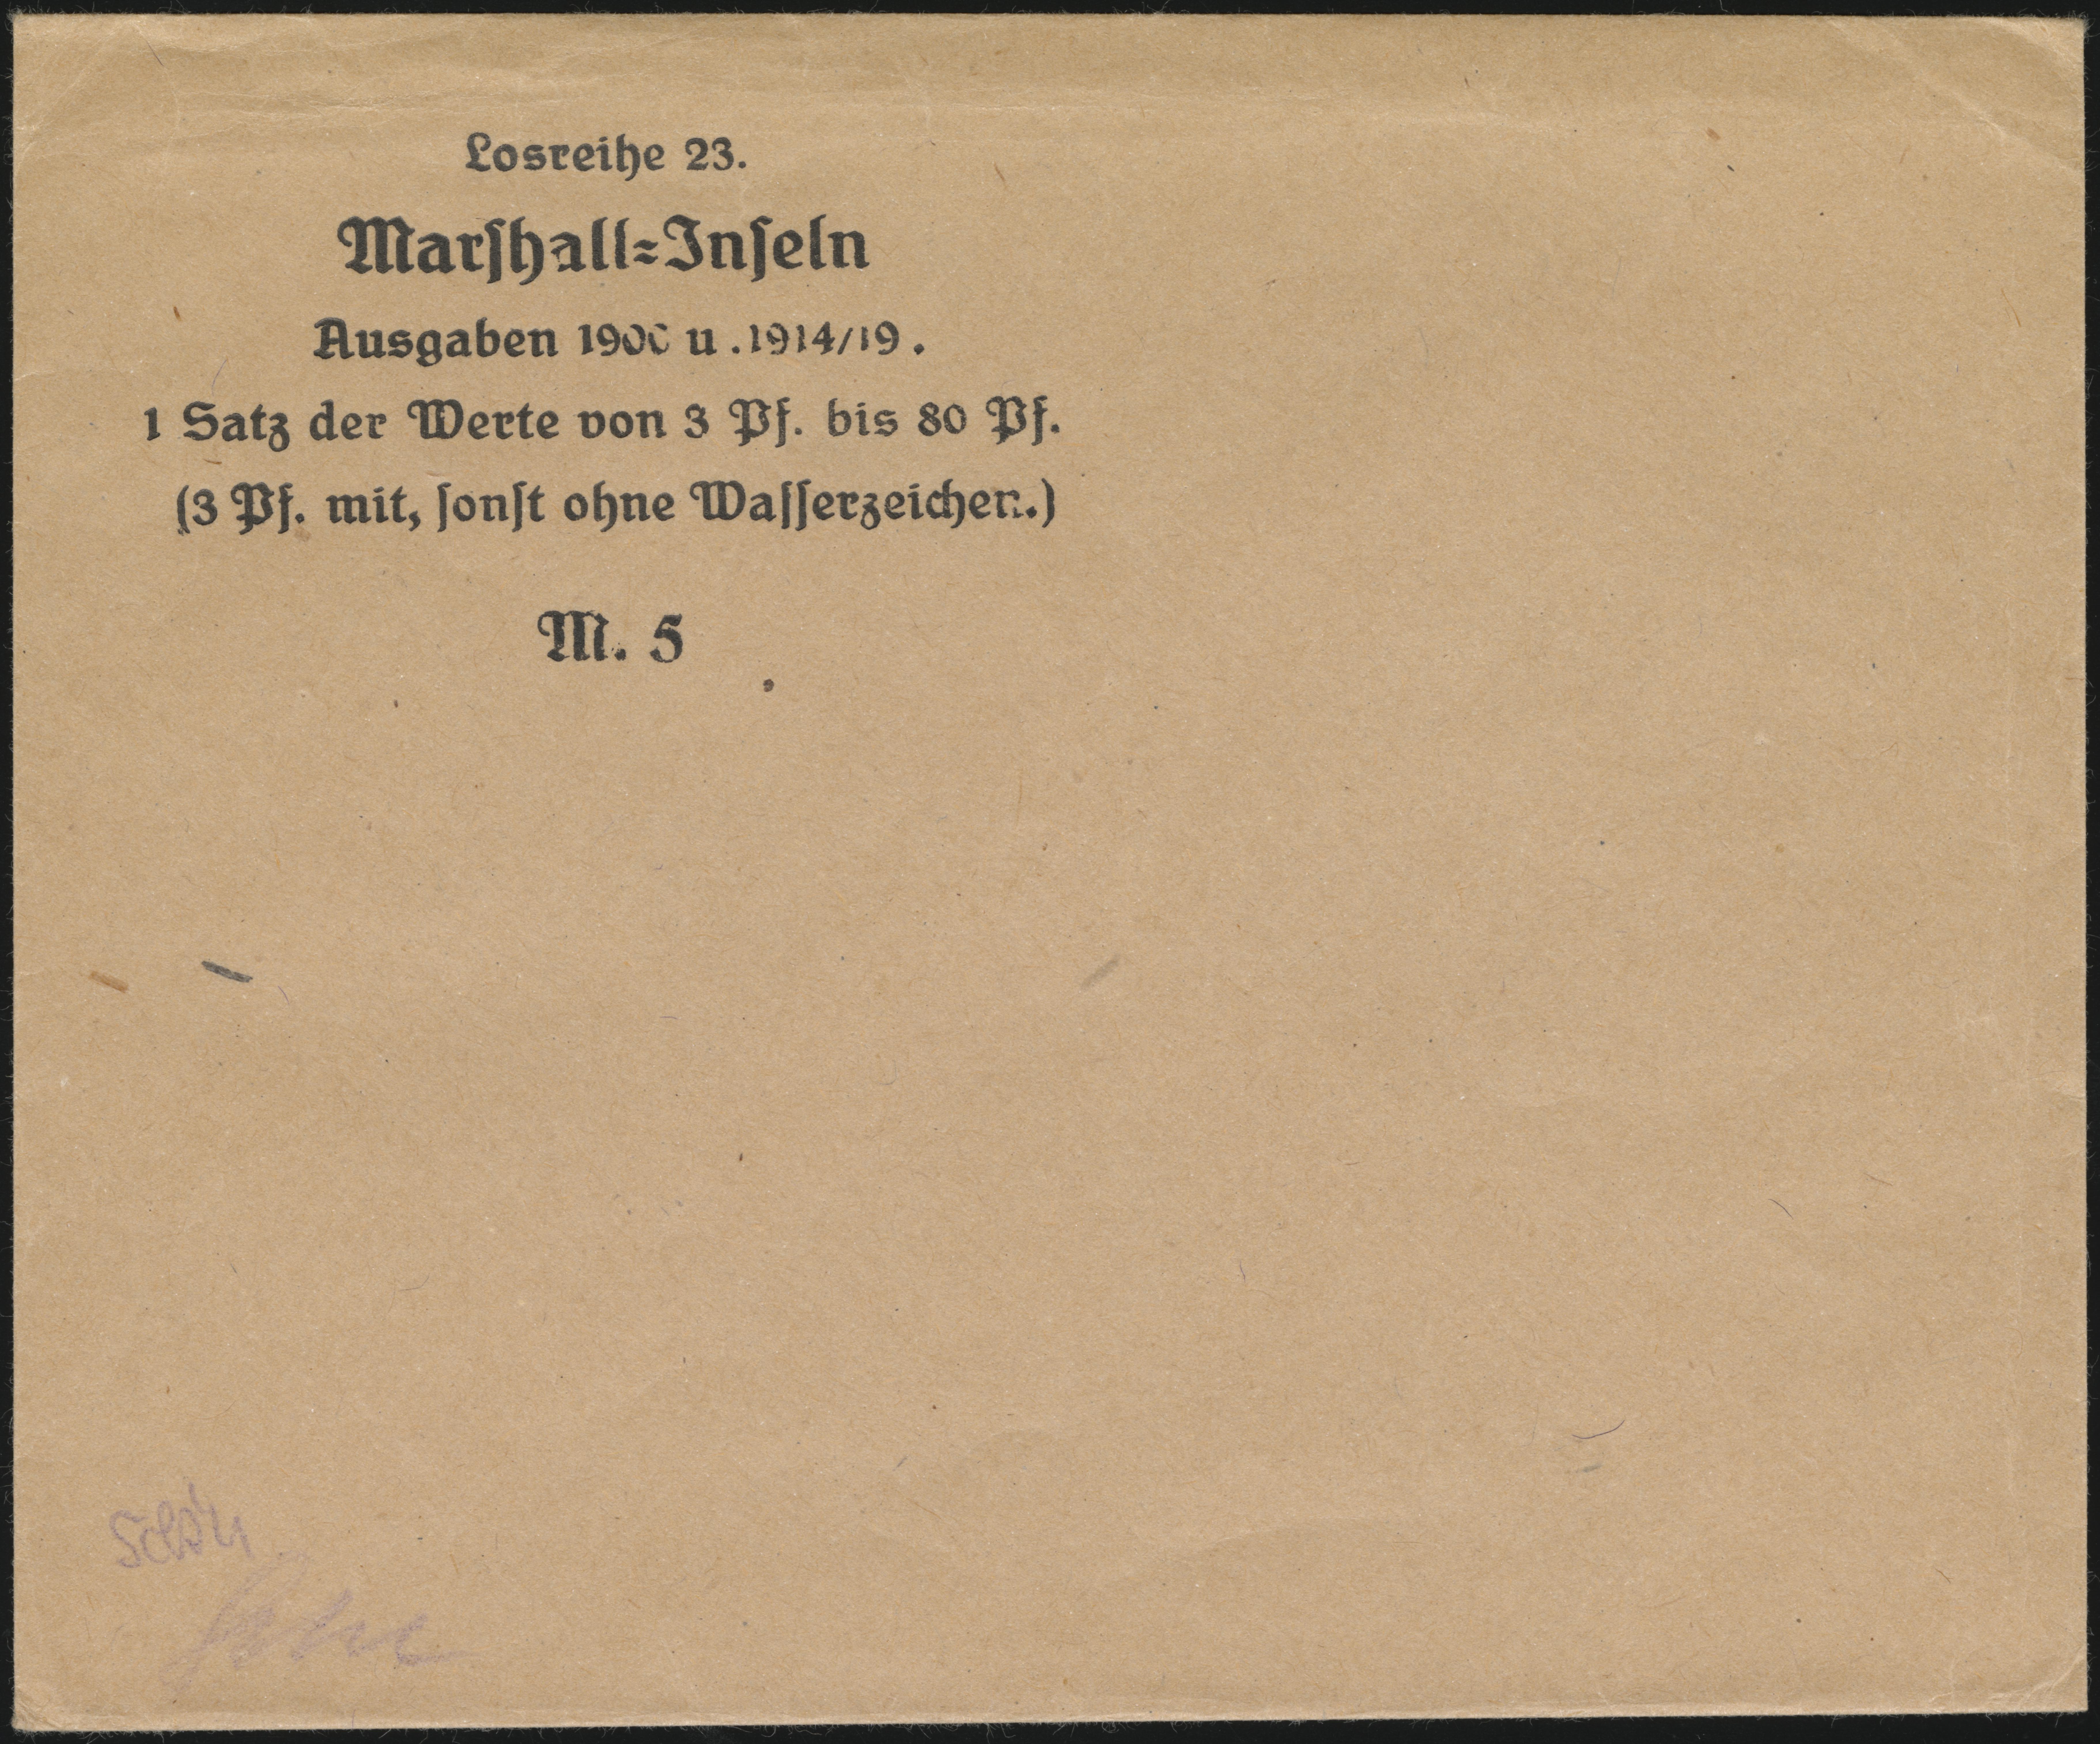 Losreihe 23.
Marſhall=Inſeln
Ausgaben 1900 u. 1914/19.
1 Satz der Werte von 3 Pf. bis 80 Pf.
(3 Pf. mit, ſonſt ohne Waſſerzeichen.)
M. 5